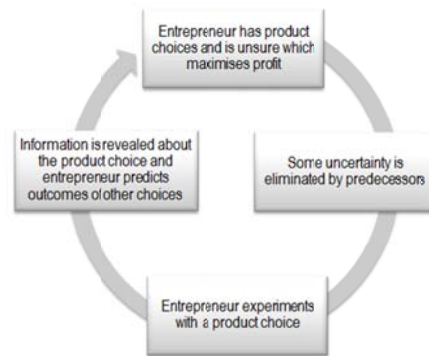 Entrepreneur has product
choices and is unsure which
maximises profit
Some uncertainty is
eliminated by predecessors
Entrepreneur experiments
with a product choice
Information is revealed about
the product choice and
entrepreneur predicts
outcomes of other choices